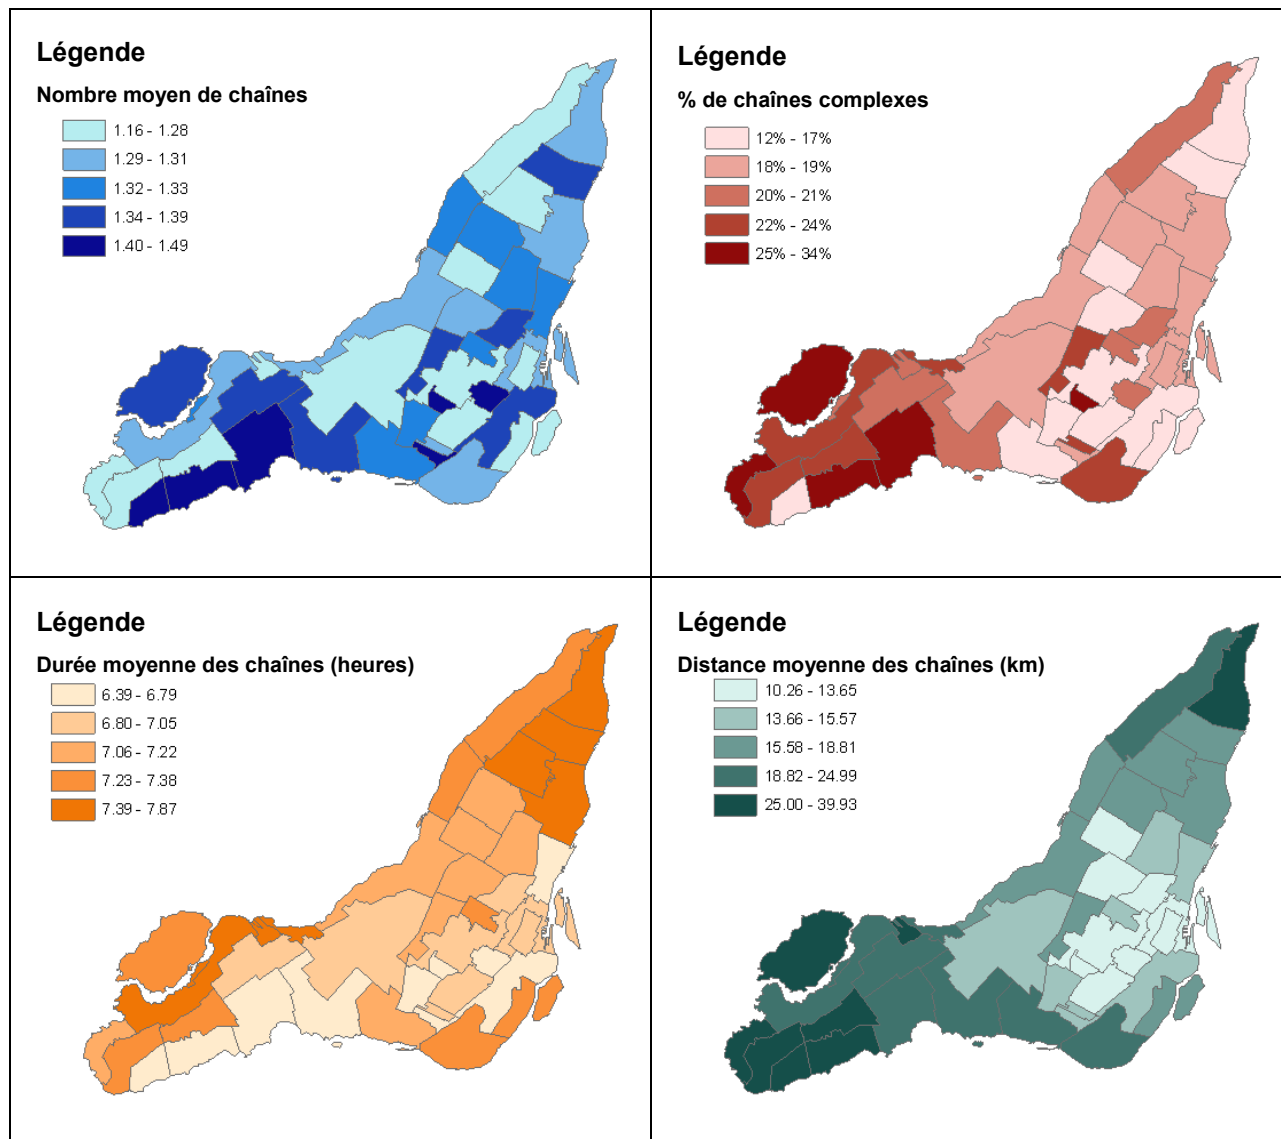 Légende
Nombre moyen de chaînes
1.16 - 1.28
1.29 - 1.31
1.32 - 1.33
1.34 - 1.39
1.40 - 1.49
Légende
% de chaînes complexes
12% - 17%
18% - 19%
20% - 21%
22% - 24%
25% - 34%
Légende
Durée moyenne des chaînes (heures)
6.39 - 6.79
6.80 - 7.05
7.06 - 7.22
7.23 - 7.38
7.39 - 7.87
Légende
Distance moyenne des chaînes (km)
10.26 - 13.65
13.66 - 15.57
15.58 - 18.81
18.82 - 24.99
25.00 - 39.93